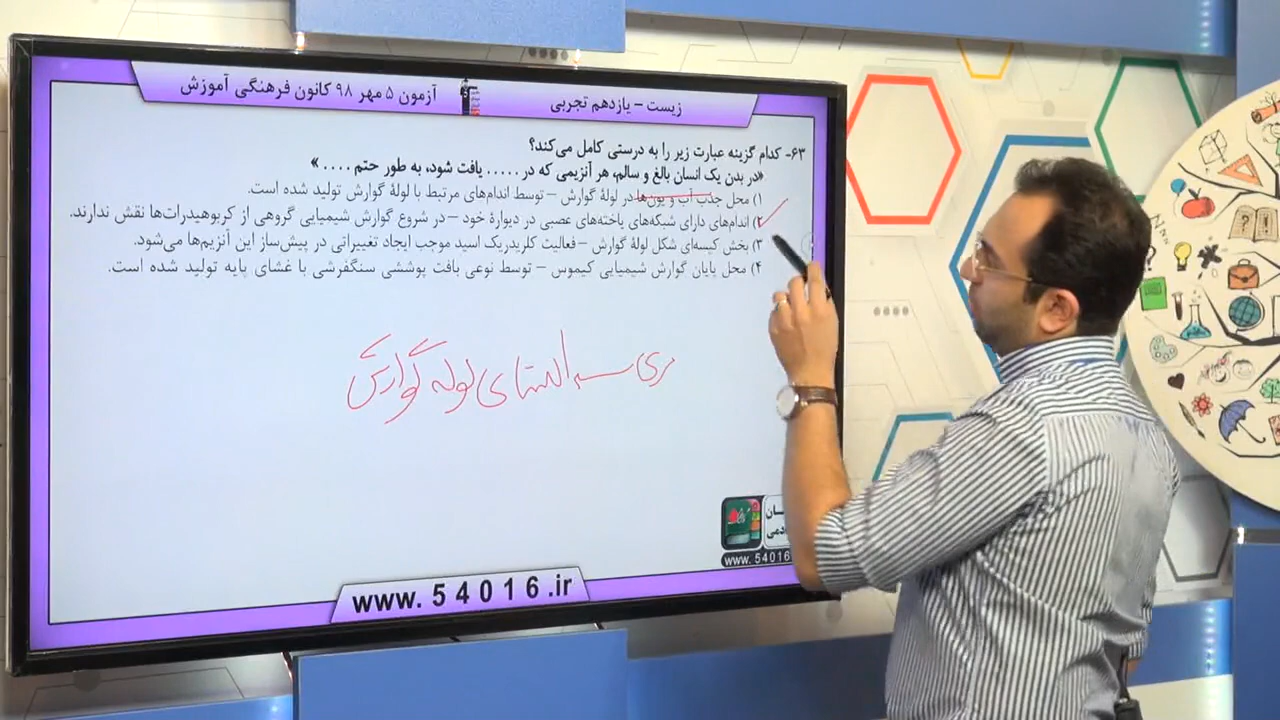 آزمون ۵ مهر ۹۸ کانون فرهنگی آموزش
زیست – یازدهم تجربی
۶۳- کدام گزینه عبارت زیر را به درستی کامل می‌کند؟
«در بدن یک انسان بالغ و سالم، هر آنزیمی که در ..... یافت شود، به طور حتم .....»
۱) محل جذب آب و یون‌ها در لولهٔ گوارش – توسط اندام‌های مرتبط با لولهٔ گوارش تولید شده است.
۲) اندام‌های دارای شبکه‌های یاخته‌های عصبی در دیوارهٔ خود – در شروع گوارش شیمیایی گروهی از کربوهیدرات‌ها نقش ندارند.
۳) بخش کیسه‌ای شکل لولهٔ گوارش – فعالیت کلریدریک اسید موجب ایجاد تغییراتی در پیش‌ساز این آنزیم‌ها می‌شود.
۴) محل پایان گوارش شیمیایی کیموس – توسط نوعی بافت پوششی سنگفرشی با غشای پایه تولید شده است.
مری تا انتهای لوله گوارش
www. 54016
www. 54016 .ir